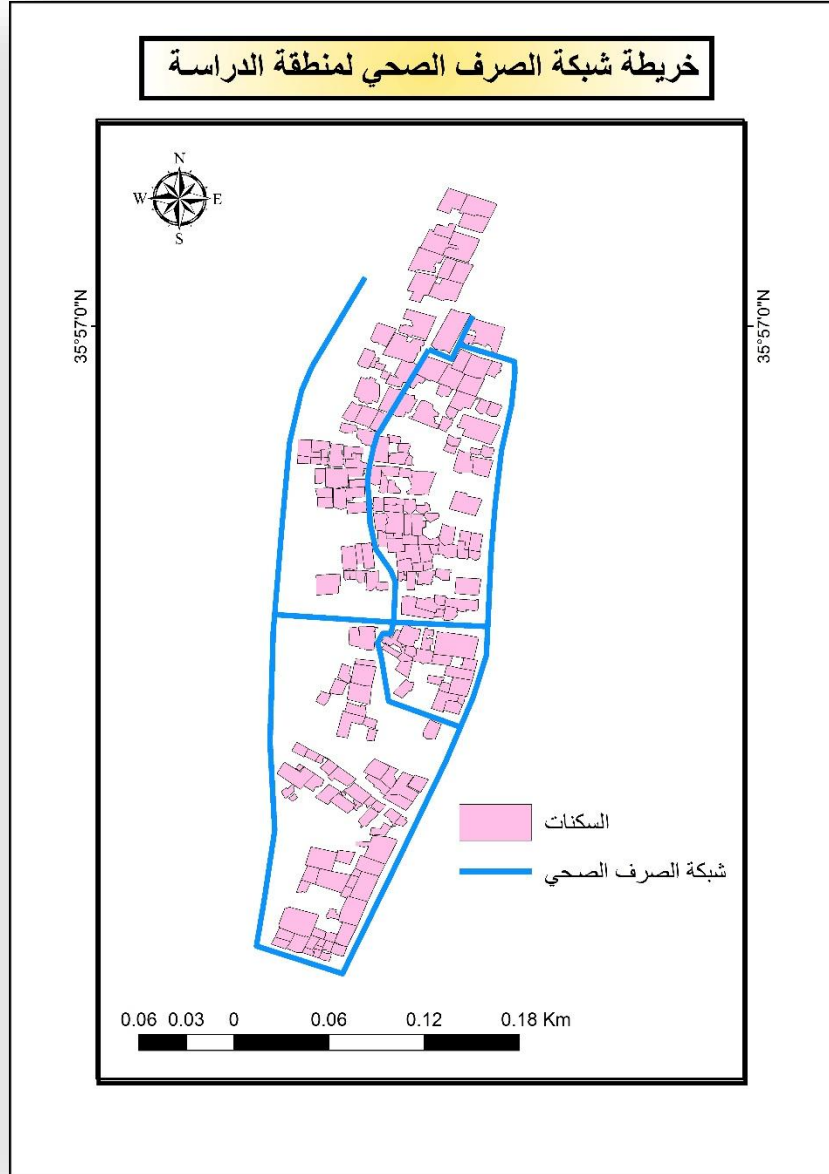 خريطة شبكة الصرف الصحي لمنطقة الدراسة
N
W E
S
35°57'0"N
35°57'0"N
السكنات
شبكة الصرف الصحي
0.06 0.03 0 0.06 0.12 0.18 Km